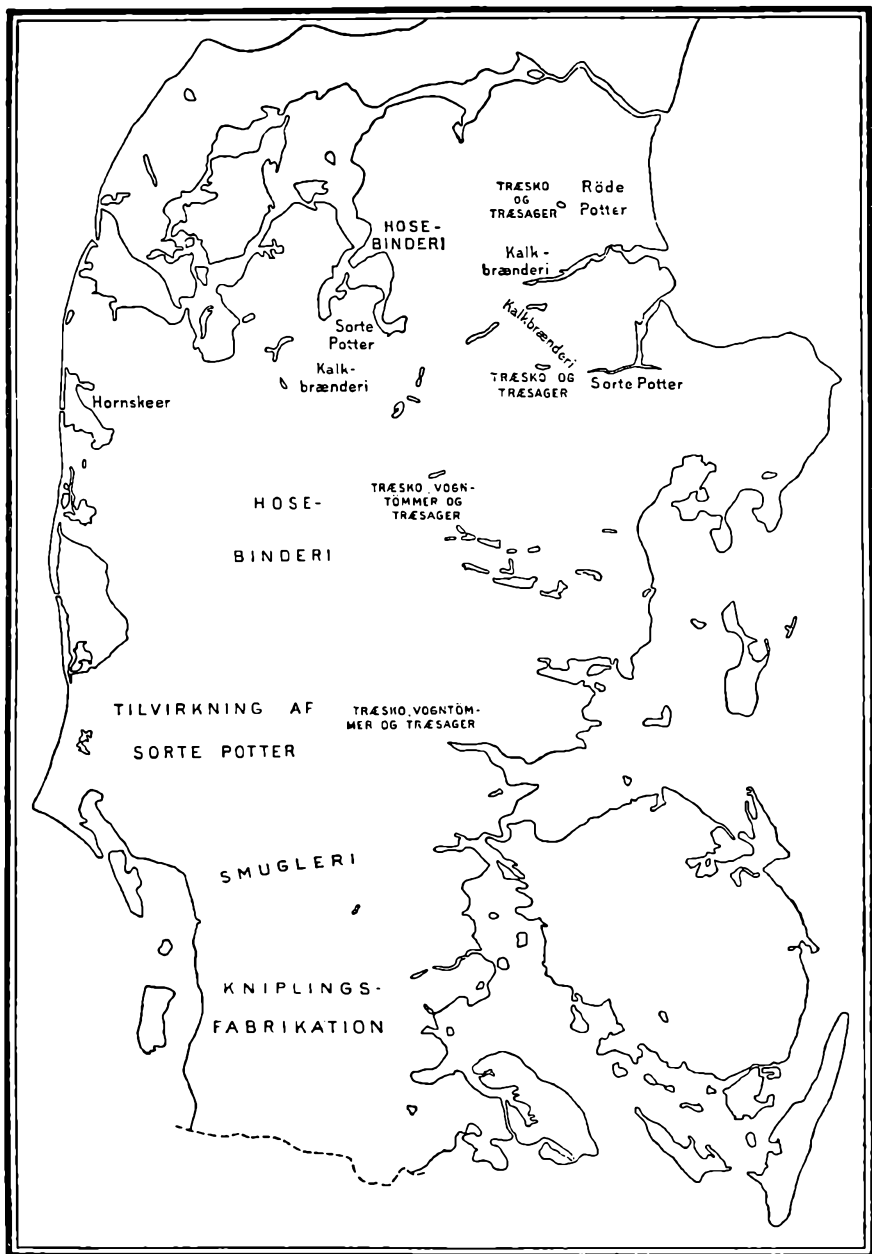 TRÆSKO
OG
TRÆSAGER
Röde
Potter
HOSE-
BINDERI
Kalk-
brænderi
Sorte
Potter
Kalkbrænderi
Kalk-
brænderi
TRÆSKO OG
TRÆSAGER
Sorte Potter
Hornskeer
HOSE-
BINDERI
TRÆSKO, VOGN-
TÖMMER OG
TRÆSAGER
TILVIRKNING AF
SORTE POTTER
TRÆSKO, VOGNTÖM-
MER OG TRÆSAGER
SMUGLERI
KNIPLINGS-
FABRIKATION